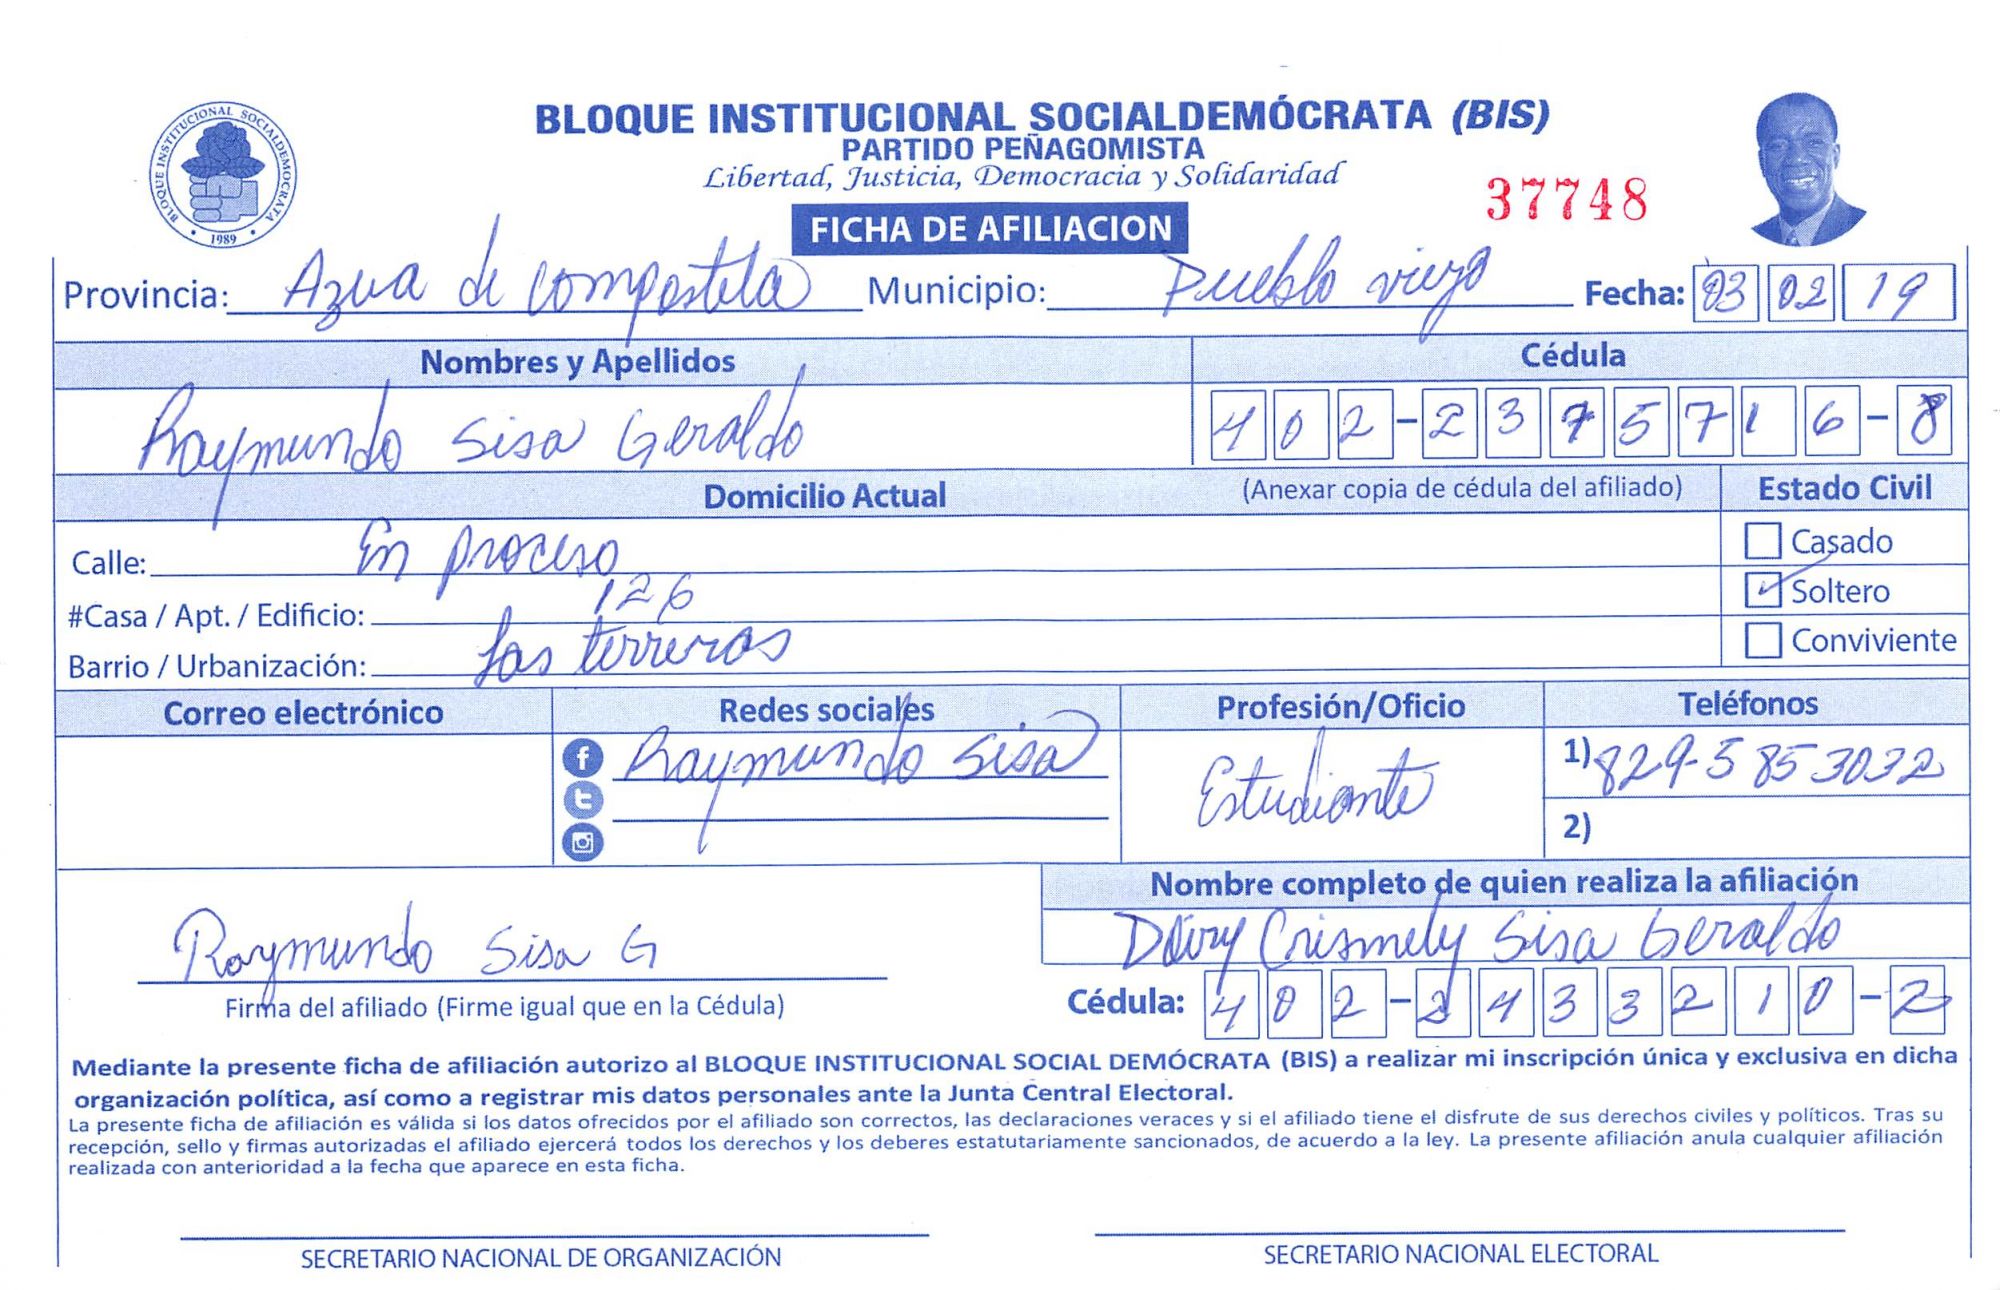 BLOQUE INSTITUCIONAL SOCIALDEMÓCRATA (BIS)
PARTIDO PEÑAGOMISTA
Libertad, Justicia, Democracia y Solidaridad
BLOQUE INSTITUCIONAL SOCIALDEMOCRATA
• 1989 •
37748
FICHA DE AFILIACION
Provincia: Azua de compostela Municipio: Pueblo viejo Fecha: 03 02 19
Nombres y Apellidos Cédula
Raymundo Sisa Geraldo 402-2375716-8
Domicilio Actual (Anexar copia de cédula del afiliado) Estado Civil
Calle: En proceso Casado
#Casa / Apt. / Edificio: 126 Soltero
Barrio / Urbanización: Las terreras Conviviente
Correo electrónico Redes sociales Profesión/Oficio Teléfonos
Raymundo Sisa Estudiante 1) 829-5853032
2)
Nombre completo de quien realiza la afiliación
Raymundo Sisa G Crismely Sisa Geraldo
Firma del afiliado (Firme igual que en la Cédula) Cédula: 402-2433210-2
Mediante la presente ficha de afiliación autorizo al BLOQUE INSTITUCIONAL SOCIAL DEMÓCRATA (BIS) a realizar mi inscripción única y exclusiva en dicha
organización política, así como a registrar mis datos personales ante la Junta Central Electoral.
La presente ficha de afiliación es válida si los datos ofrecidos por el afiliado son correctos, las declaraciones veraces y si el afiliado tiene el disfrute de sus derechos civiles y políticos. Tras su
recepción, sello y firmas autorizadas el afiliado ejercerá todos los derechos y los deberes estatutariamente sancionados, de acuerdo a la ley. La presente afiliación anula cualquier afiliación
realizada con anterioridad a la fecha que aparece en esta ficha.
SECRETARIO NACIONAL DE ORGANIZACIÓN SECRETARIO NACIONAL ELECTORAL